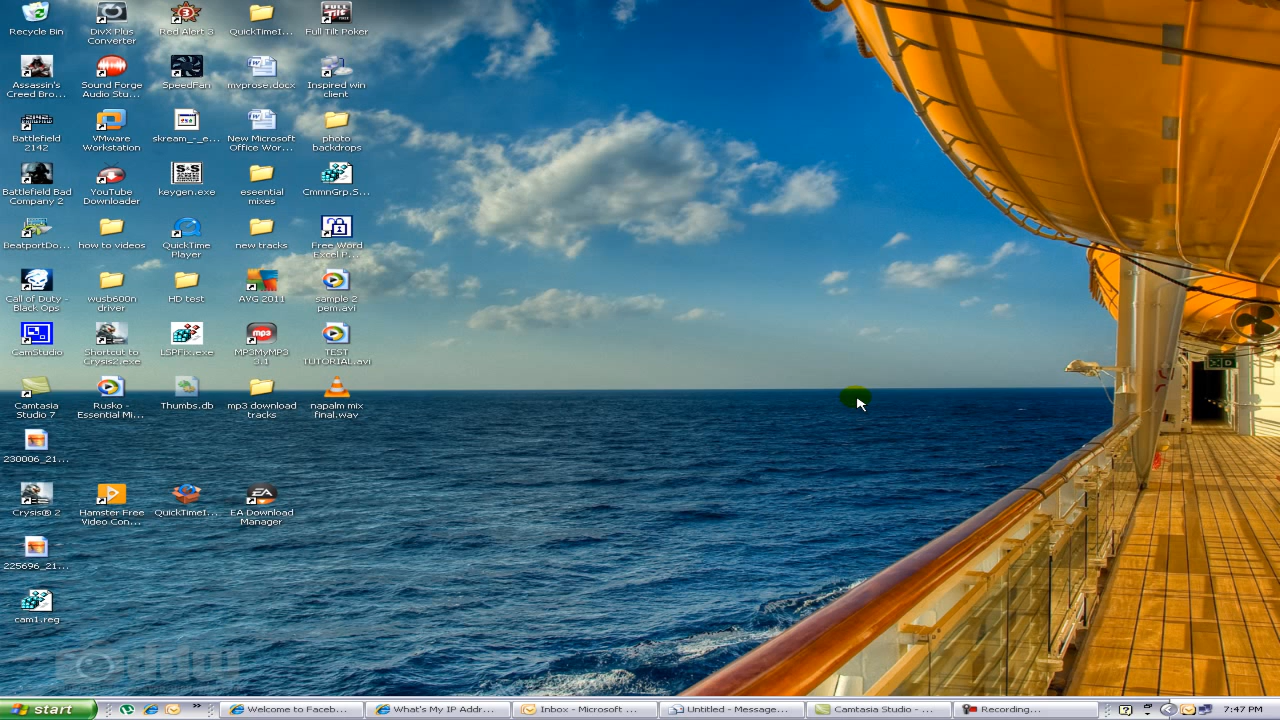 Recycle Bin
DivX Plus
Converter
Red Alert 3
QuickTimeI...
Full Tilt Poker
Assassin's
Creed Bro...
Sound Forge
Audio Stu...
SpeedFan
mvprose.docx
Inspired win
client
Battlefield
2142
VMware
Workstation
skream_-_e...
New Microsoft
Office Wor...
photo
backdrops
Battlefield Bad
Company 2
YouTube
Downloader
keygen.exe
eseential
mixes
CmmnGrp.S...
BeatportDo...
how to videos
QuickTime
Player
new tracks
Free Word
Excel P...
Call of Duty -
Black Ops
wusb600n
driver
HD test
AVG 2011
sample 2
pem.avi
CamStudio
Shortcut to
Crysis2.exe
LSPFix.exe
MP3MyMP3
3.1
TEST
TUTORIAL.avi
Camtasia
Studio 7
Rusko -
Essential Mi...
Thumbs.db
mp3 download
tracks
napalm mix
final.wav
230006_21...
Crysis® 2
Hamster Free
Video Con...
QuickTimeI...
EA Download
Manager
225696_21...
cam1.reg
start
Welcome to Faceb...
What's My IP Addr...
Inbox - Microsoft ...
Untitled - Message...
Camtasia Studio - ...
Recording...
7:47 PM